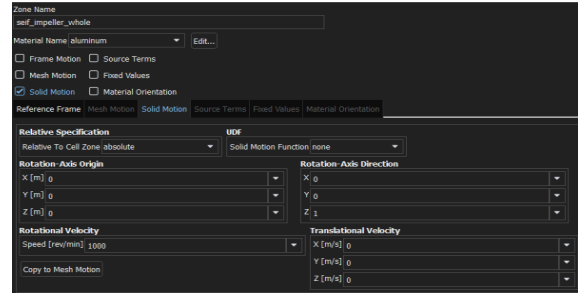 Zone Name
seif_impeller_whole
Material Name aluminum Edit...
Frame Motion Source Terms
Mesh Motion Fixed Values
Solid Motion Material Orientation
Reference Frame Mesh Motion Solid Motion Source Terms Fixed Values Material Orientation
Relative Specification UDF
Relative To Cell Zone absolute Solid Motion Function none
Rotation-Axis Origin Rotation-Axis Direction
X [m] 0 X 0
Y [m] 0 Y 0
Z [m] 0 Z 1
Rotational Velocity Translational Velocity
Speed [rev/min] 1000 X [m/s] 0
Y [m/s] 0
Copy to Mesh Motion
Z [m/s] 0